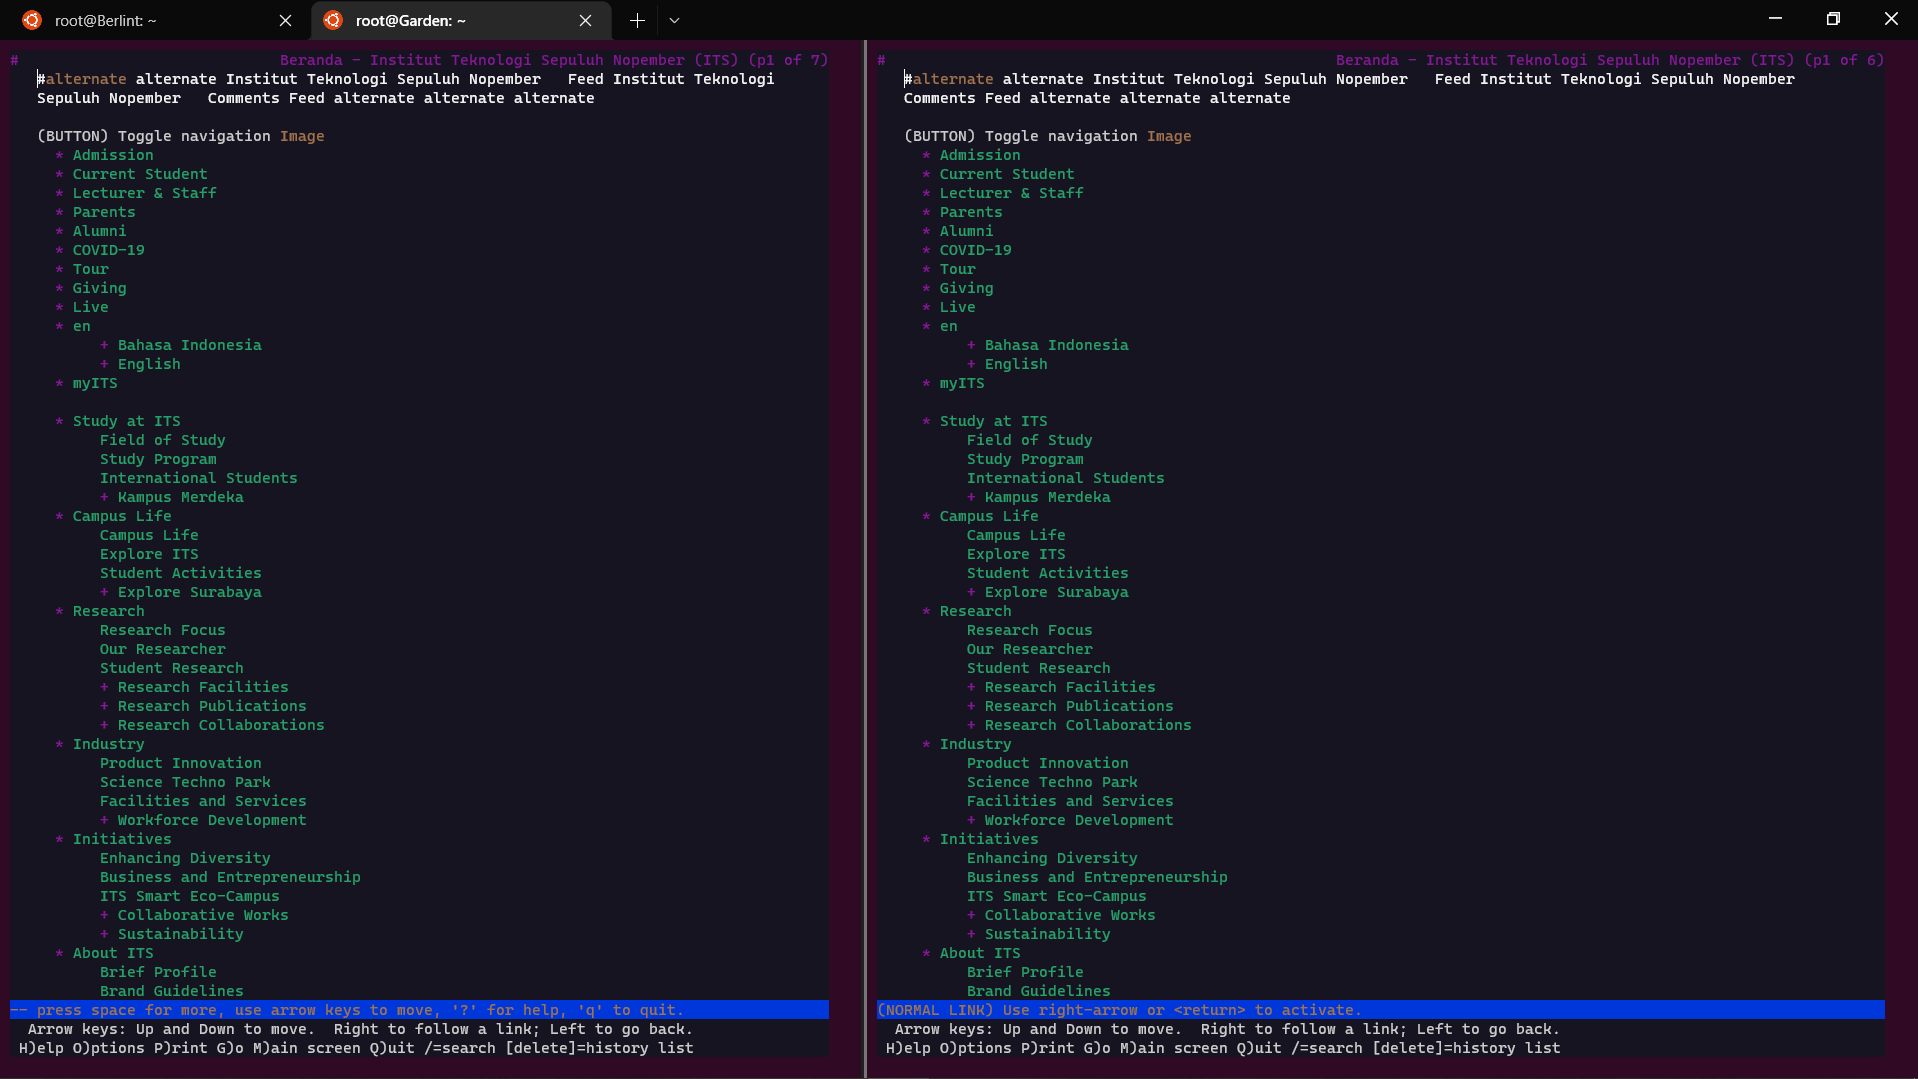 root@Berlint: ~
root@Garden: ~
# Beranda - Institut Teknologi Sepuluh Nopember (ITS) (p1 of 7)
#alternate alternate Institut Teknologi Sepuluh Nopember Feed Institut Teknologi
Sepuluh Nopember Comments Feed alternate alternate alternate
(BUTTON) Toggle navigation Image
* Admission
* Current Student
* Lecturer & Staff
* Parents
* Alumni
* COVID-19
* Tour
* Giving
* Live
* en
+ Bahasa Indonesia
+ English
* myITS
* Study at ITS
Field of Study
Study Program
International Students
+ Kampus Merdeka
* Campus Life
Campus Life
Explore ITS
Student Activities
+ Explore Surabaya
* Research
Research Focus
Our Researcher
Student Research
+ Research Facilities
+ Research Publications
+ Research Collaborations
* Industry
Product Innovation
Science Techno Park
Facilities and Services
+ Workforce Development
* Initiatives
Enhancing Diversity
Business and Entrepreneurship
ITS Smart Eco-Campus
+ Collaborative Works
+ Sustainability
* About ITS
Brief Profile
Brand Guidelines
-- press space for more, use arrow keys to move, '?' for help, 'q' to quit.
Arrow keys: Up and Down to move. Right to follow a link; Left to go back.
H)elp O)ptions P)rint G)o M)ain screen Q)uit /=search [delete]=history list
# Beranda - Institut Teknologi Sepuluh Nopember (ITS) (p1 of 6)
#alternate alternate Institut Teknologi Sepuluh Nopember Feed Institut Teknologi Sepuluh Nopember
Comments Feed alternate alternate alternate
(BUTTON) Toggle navigation Image
* Admission
* Current Student
* Lecturer & Staff
* Parents
* Alumni
* COVID-19
* Tour
* Giving
* Live
* en
+ Bahasa Indonesia
+ English
* myITS
* Study at ITS
Field of Study
Study Program
International Students
+ Kampus Merdeka
* Campus Life
Campus Life
Explore ITS
Student Activities
+ Explore Surabaya
* Research
Research Focus
Our Researcher
Student Research
+ Research Facilities
+ Research Publications
+ Research Collaborations
* Industry
Product Innovation
Science Techno Park
Facilities and Services
+ Workforce Development
* Initiatives
Enhancing Diversity
Business and Entrepreneurship
ITS Smart Eco-Campus
+ Collaborative Works
+ Sustainability
* About ITS
Brief Profile
Brand Guidelines
(NORMAL LINK) Use right-arrow or <return> to activate.
Arrow keys: Up and Down to move. Right to follow a link; Left to go back.
H)elp O)ptions P)rint G)o M)ain screen Q)uit /=search [delete]=history list